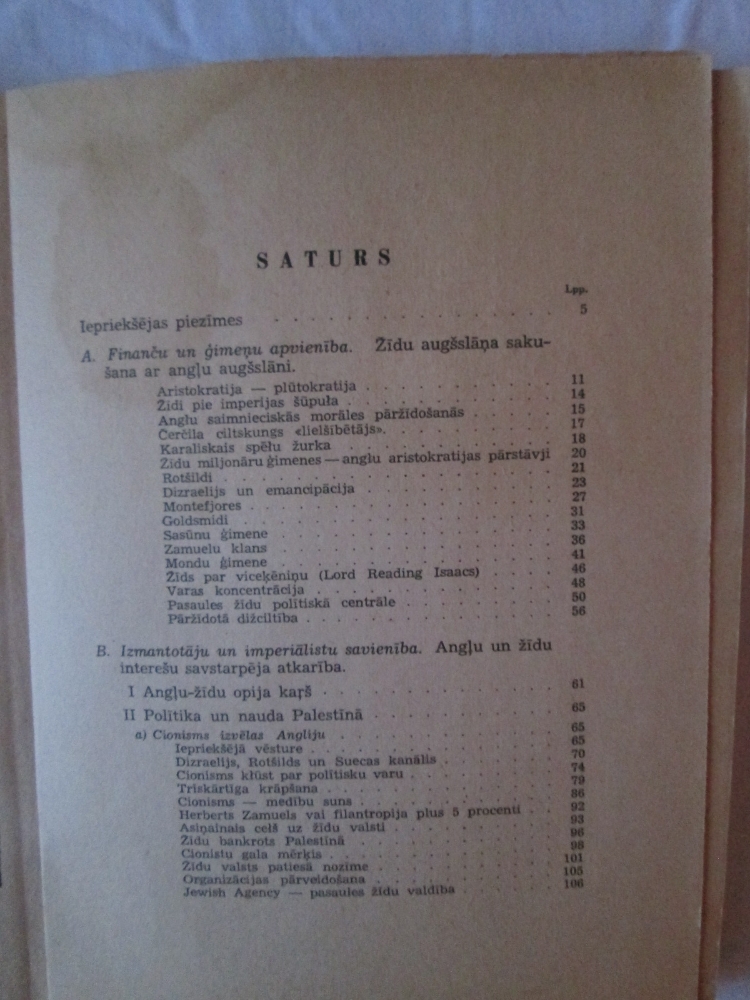 SATURS
Lpp.
Iepriekšējas piezīmes . . . . . . . . . . . . . . 5
A. Finanču un ģimeņu apvienība. Žīdu augšslāņa saku-
šana ar angļu augšslāni.
Aristokratija — plūtokratija . . . . . . . . . 11
Žīdi pie imperijas šūpuļa . . . . . . . . . . 14
Angļu saimnieciskās morāles pāržīdošanās . . . . . 15
Čerčila ciltskungs «lielšībētājs». . . . . . . . . 17
Karaliskais spēļu žurka . . . . . . . . . . 18
Žīdu miljonāru ģimenes — angļu aristokratijas pārstāvji 20
Rotšildi . . . . . . . . . . . . . . . 21
Dizraelijs un emancipācija . . . . . . . . . 23
Montefjores . . . . . . . . . . . . . . 27
Goldsmidi . . . . . . . . . . . . . . 31
Sasūnu ģimene . . . . . . . . . . . . . 33
Zamuelu klans . . . . . . . . . . . . . 36
Mondu ģimene . . . . . . . . . . . . . 41
Žīds par viceķēniņu (Lord Reading Isaacs) . . . . 46
Varas koncentrācija . . . . . . . . . . . 48
Pasaules žīdu politiskā centrāle . . . . . . . . 50
Pāržīdotā dižciltība . . . . . . . . . . . 56
B. Izmantotāju un imperiālistu savienība. Angļu un žīdu
interešu savstarpēja atkarība.
I Angļu-žīdu opija kaŗš . . . . . . . . . . . 61
II Politika un nauda Palestīnā . . . . . . . . . 65
a) Cionisms izvēlas Angliju . . . . . . . . . . 65
Iepriekšējā vēsture . . . . . . . . . . . 65
Dizraelijs, Rotšilds un Suecas kanālis . . . . . 70
Cionisms kļūst par politisku varu . . . . . . . 74
Trīskārtīga krāpšana . . . . . . . . . . 79
Cionisms — medību suns . . . . . . . . . 86
Herberts Zamuels vai filantropija plus 5 procenti . . 92
Asiņainais ceļš uz žīdu valsti . . . . . . . . 93
Žīdu bankrots Palestīnā . . . . . . . . . 96
Cionistu gala mērķis . . . . . . . . . . 98
Žīdu valsts patiesā nozīme . . . . . . . . 101
Organizācijas pārveidošana . . . . . . . . 105
Jewish Agency — pasaules žīdu valdība . . . . . 106